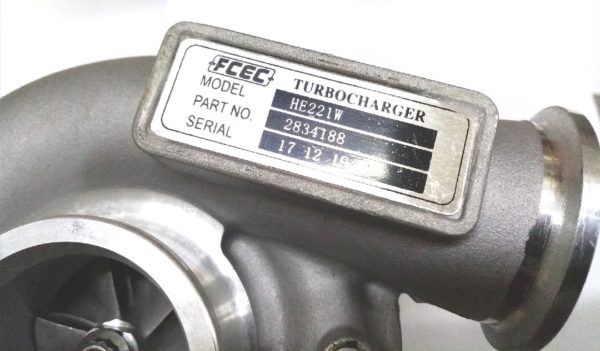 FCEC TURBOCHARGER
MODEL HE221W
PART NO. 2834188
SERIAL 17 12 19